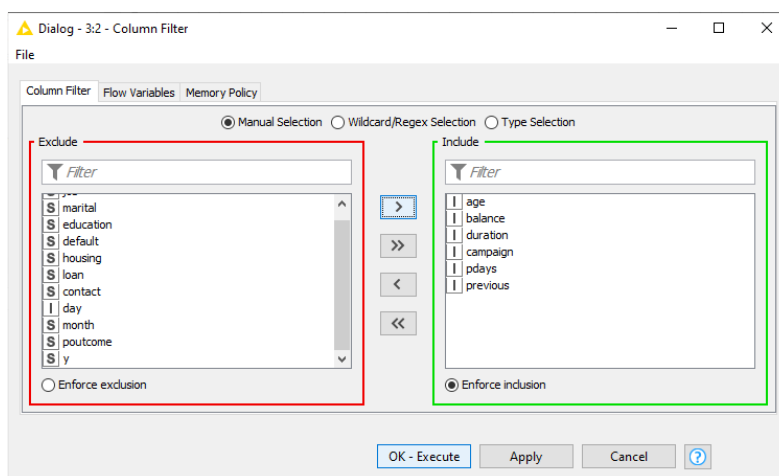 Dialog - 3:2 - Column Filter
File
Column Filter Flow Variables Memory Policy
Manual Selection Wildcard/Regex Selection Type Selection
Exclude
Filter
S marital
S education
S default
S housing
S loan
S contact
I day
S month
S poutcome
S y
Enforce exclusion
>
>>
<
<<
Include
Filter
I age
I balance
I duration
I campaign
I pdays
I previous
Enforce inclusion
OK - Execute Apply Cancel ?